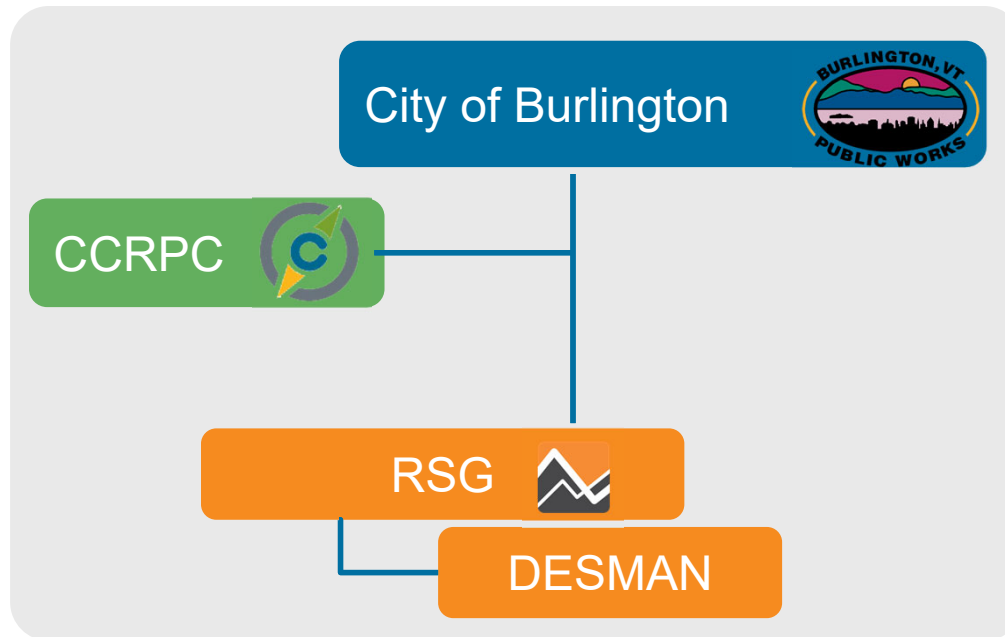 City of Burlington
BURLINGTON, VT
PUBLIC WORKS
CCRPC
C
RSG
DESMAN